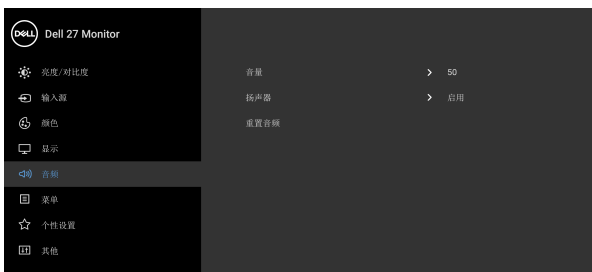 DELL Dell 27 Monitor
亮度/对比度
输入源
颜色
显示
音频
菜单
个性设置
其他
音量 > 50
扬声器 > 启用
重置音频